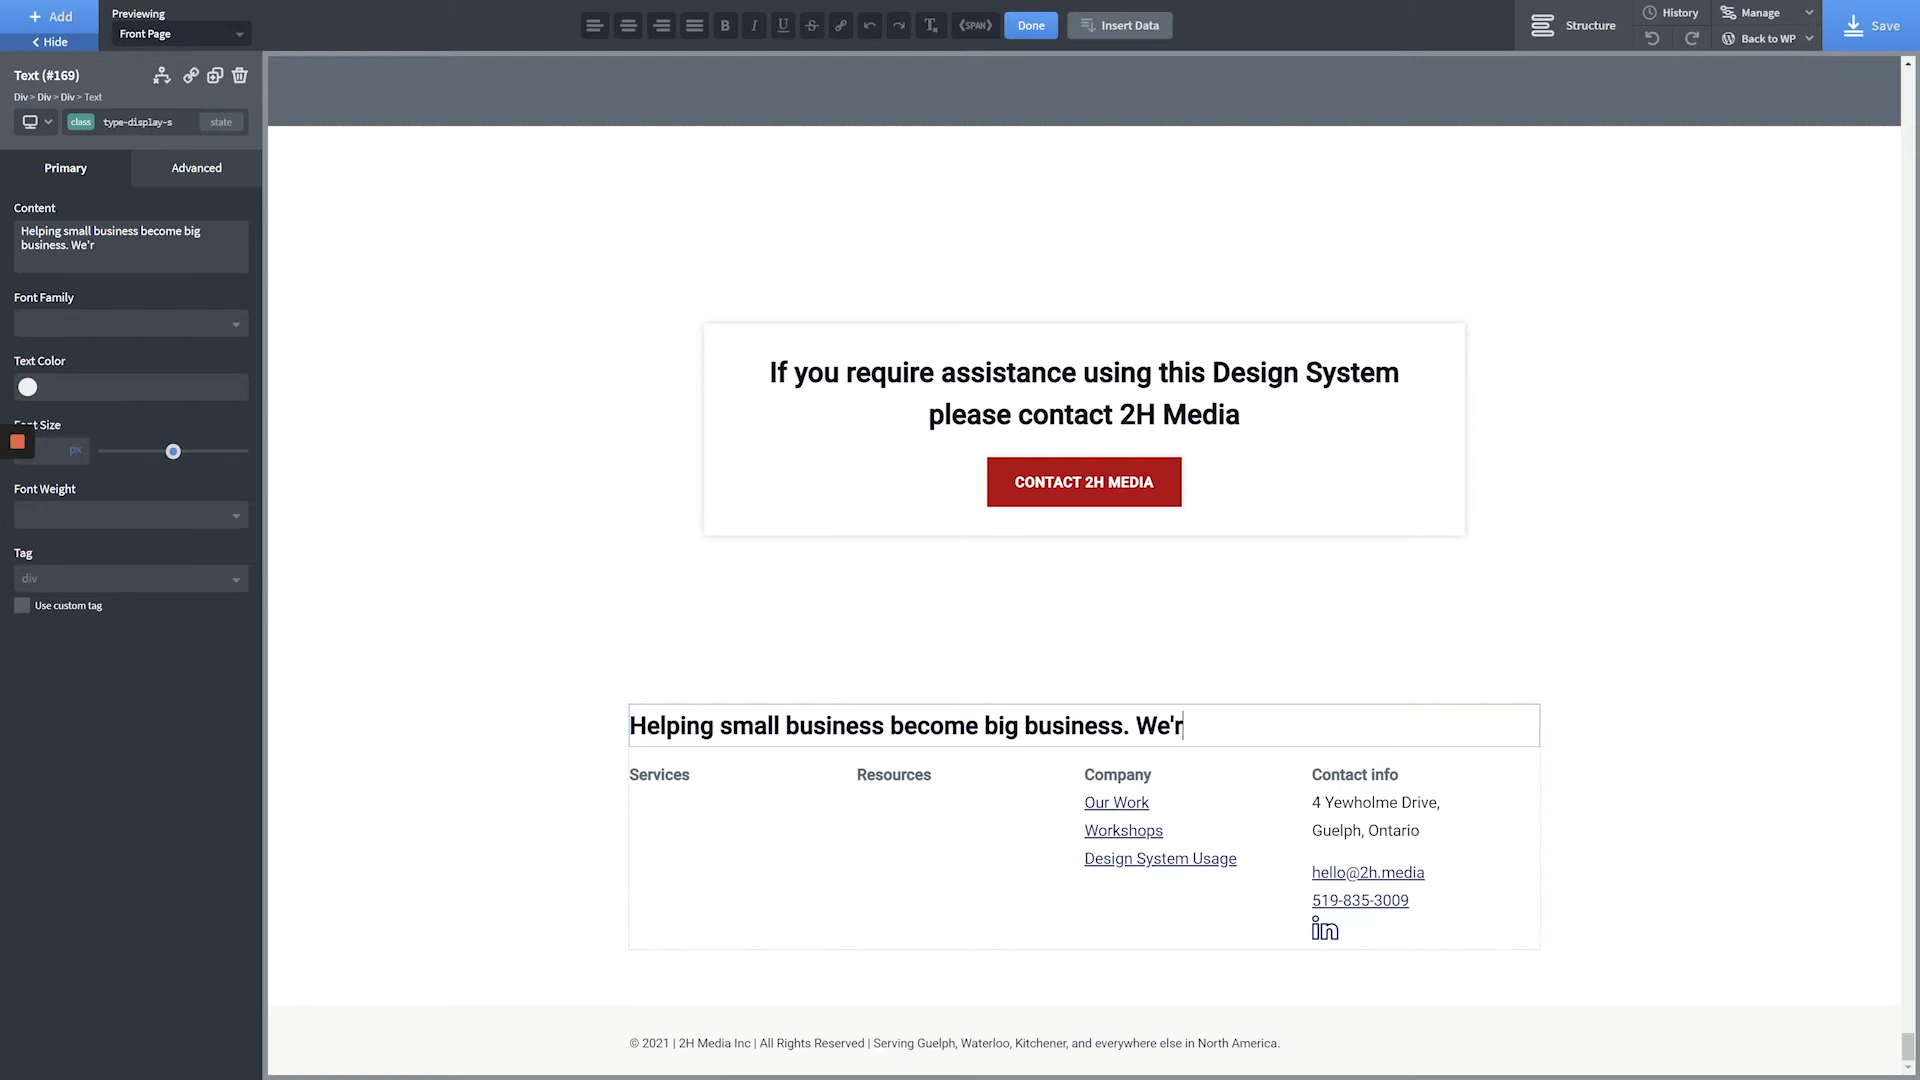 Add
Hide
Previewing
Front Page
(SPAN)
Done
Insert Data
Structure
History
Manage
Back to WP
Save
Text (#169)
Div > Div > Div > Text
class
type-display-s
state
Primary
Advanced
Content
Helping small business become big
business. We'r
Font Family
Text Color
Font Size
px
Font Weight
Tag
div
Use custom tag
If you require assistance using this Design System
please contact 2H Media
CONTACT 2H MEDIA
Helping small business become big business. We'r
Services
Resources
Company
Our Work
Workshops
Design System Usage
Contact info
4 Yewholme Drive,
Guelph, Ontario
hello@2h.media
519-835-3009
in
© 2021 | 2H Media Inc | All Rights Reserved | Serving Guelph, Waterloo, Kitchener, and everywhere else in North America.